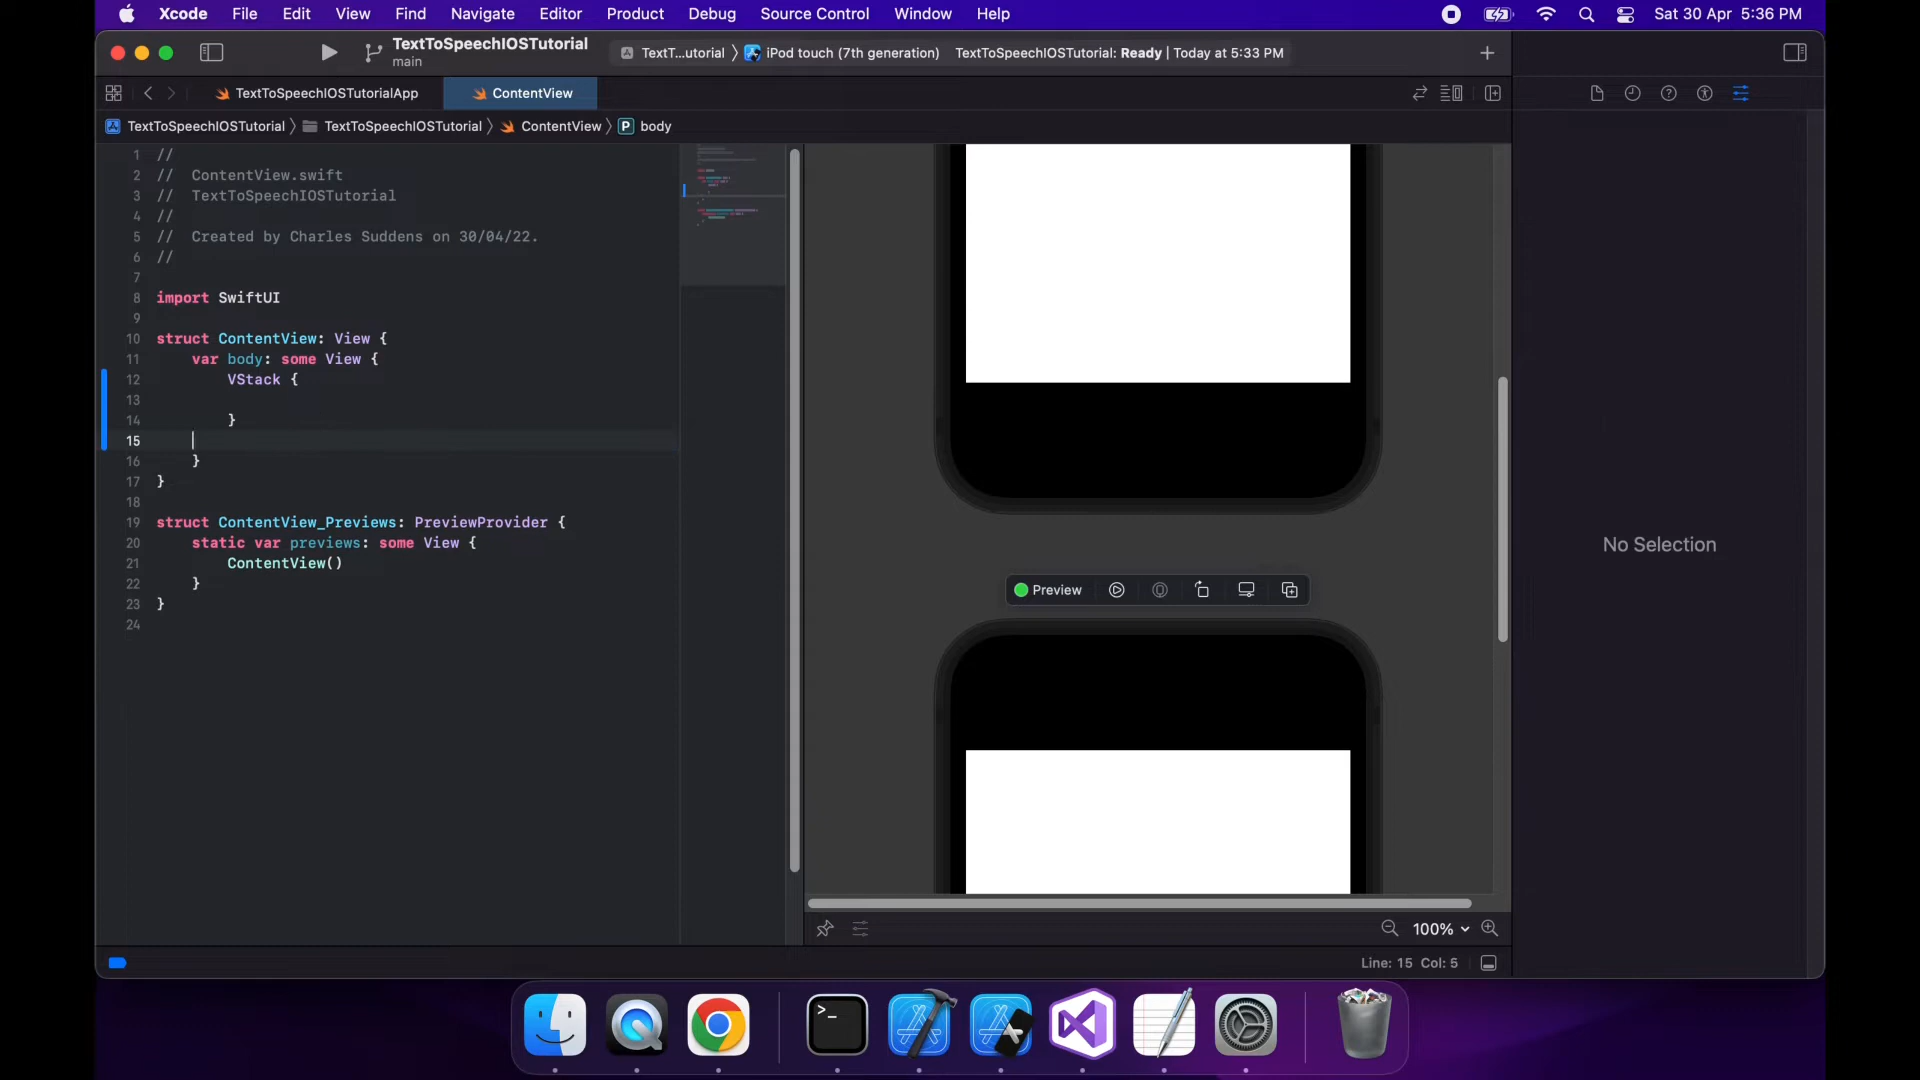 Xcode File Edit View Find Navigate Editor Product Debug Source Control Window Help Sat 30 Apr 5:36 PM
TextToSpeechIOSTutorial
main
TextT...utorial iPod touch (7th generation) TextToSpeechIOSTutorial: Ready | Today at 5:33 PM
TextToSpeechIOSTutorialApp ContentView
TextToSpeechIOSTutorial TextToSpeechIOSTutorial ContentView P body
1 //
2 // ContentView.swift
3 // TextToSpeechIOSTutorial
4 //
5 // Created by Charles Suddens on 30/04/22.
6 //
7
8 import SwiftUI
9
10 struct ContentView: View {
11 var body: some View {
12 VStack {
13
14 }
15
16 }
17 }
18
19 struct ContentView_Previews: PreviewProvider {
20 static var previews: some View {
21 ContentView()
22 }
23 }
24
Preview
No Selection
100%
Line: 15 Col: 5
>_